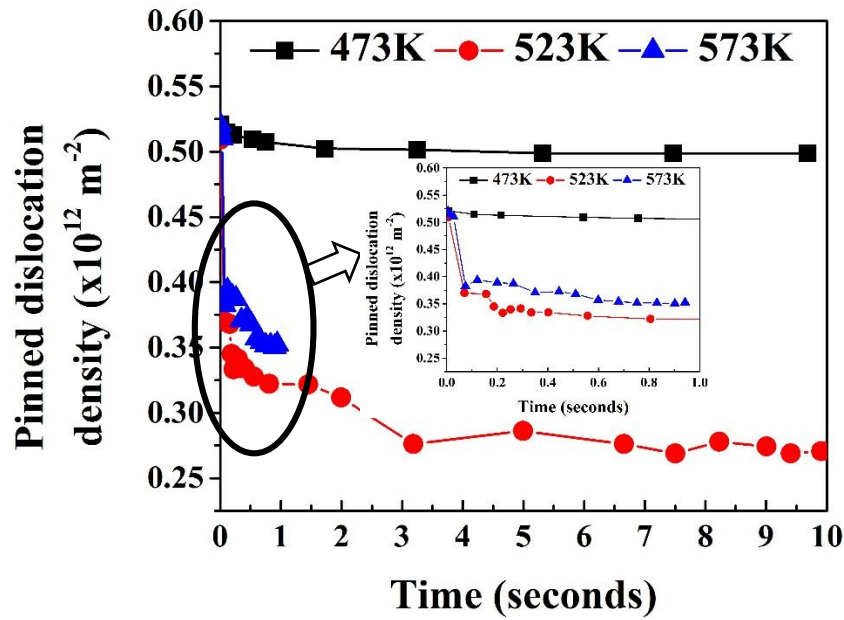 0.60
0.55
0.50
0.45
0.40
0.35
0.30
0.25
473K 523K 573K
Pinned dislocation
density (x10¹² m⁻²)
0 1 2 3 4 5 6 7 8 9 10
Time (seconds)
0.60
0.55
0.50
0.45
0.40
0.35
0.30
0.25
473K 523K 573K
Pinned dislocation
density (x10¹² m⁻²)
0.0 0.2 0.4 0.6 0.8 1.0
Time (seconds)